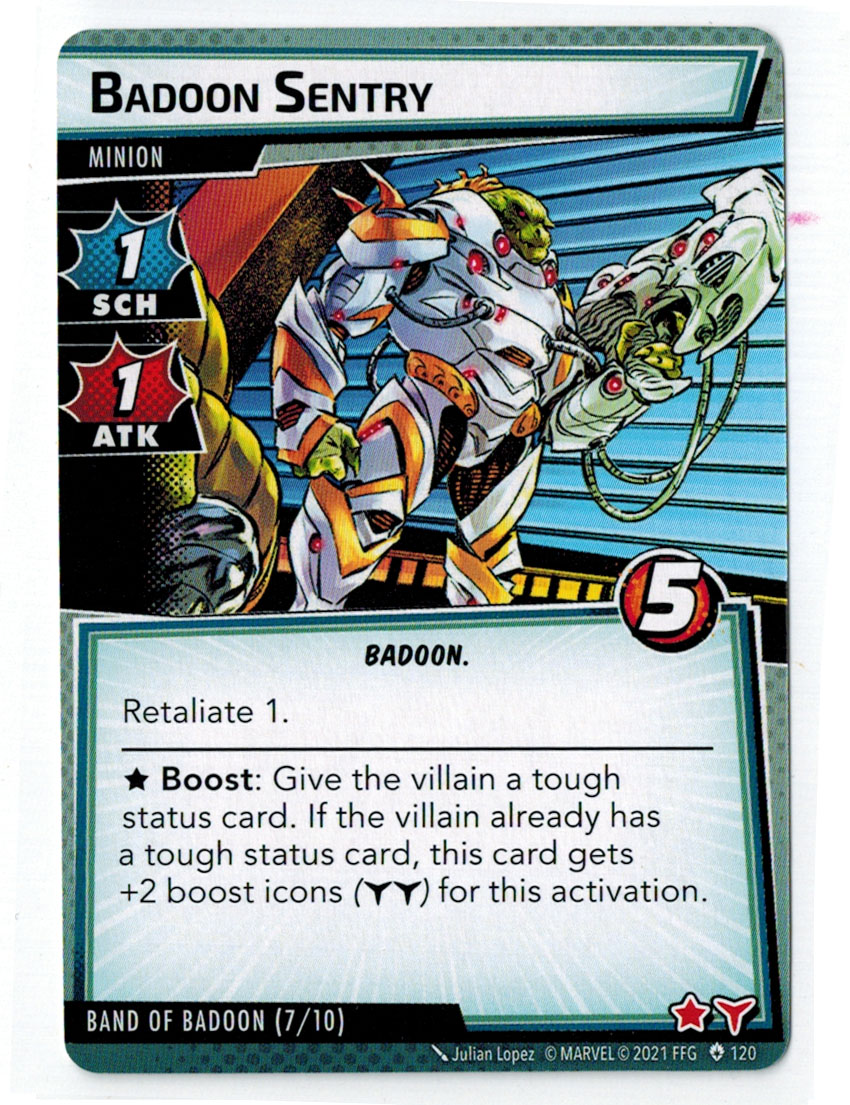 BADOON SENTRY
MINION
1
SCH
1
ATK
5
BADOON.
Retaliate 1.
★ Boost: Give the villain a tough
status card. If the villain already has
a tough status card, this card gets
+2 boost icons () for this activation.
BAND OF BADOON (7/10)
Julian Lopez © MARVEL © 2021 FFG 120